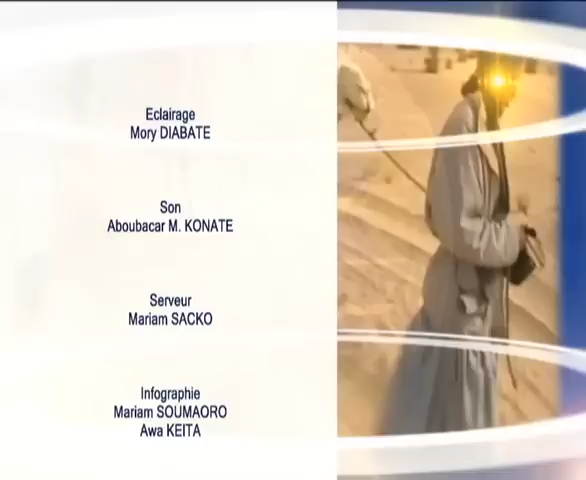 Eclairage
Mory DIABATE
Son
Aboubacar M. KONATE
Serveur
Mariam SACKO
Infographie
Mariam SOUMAORO
Awa KEITA